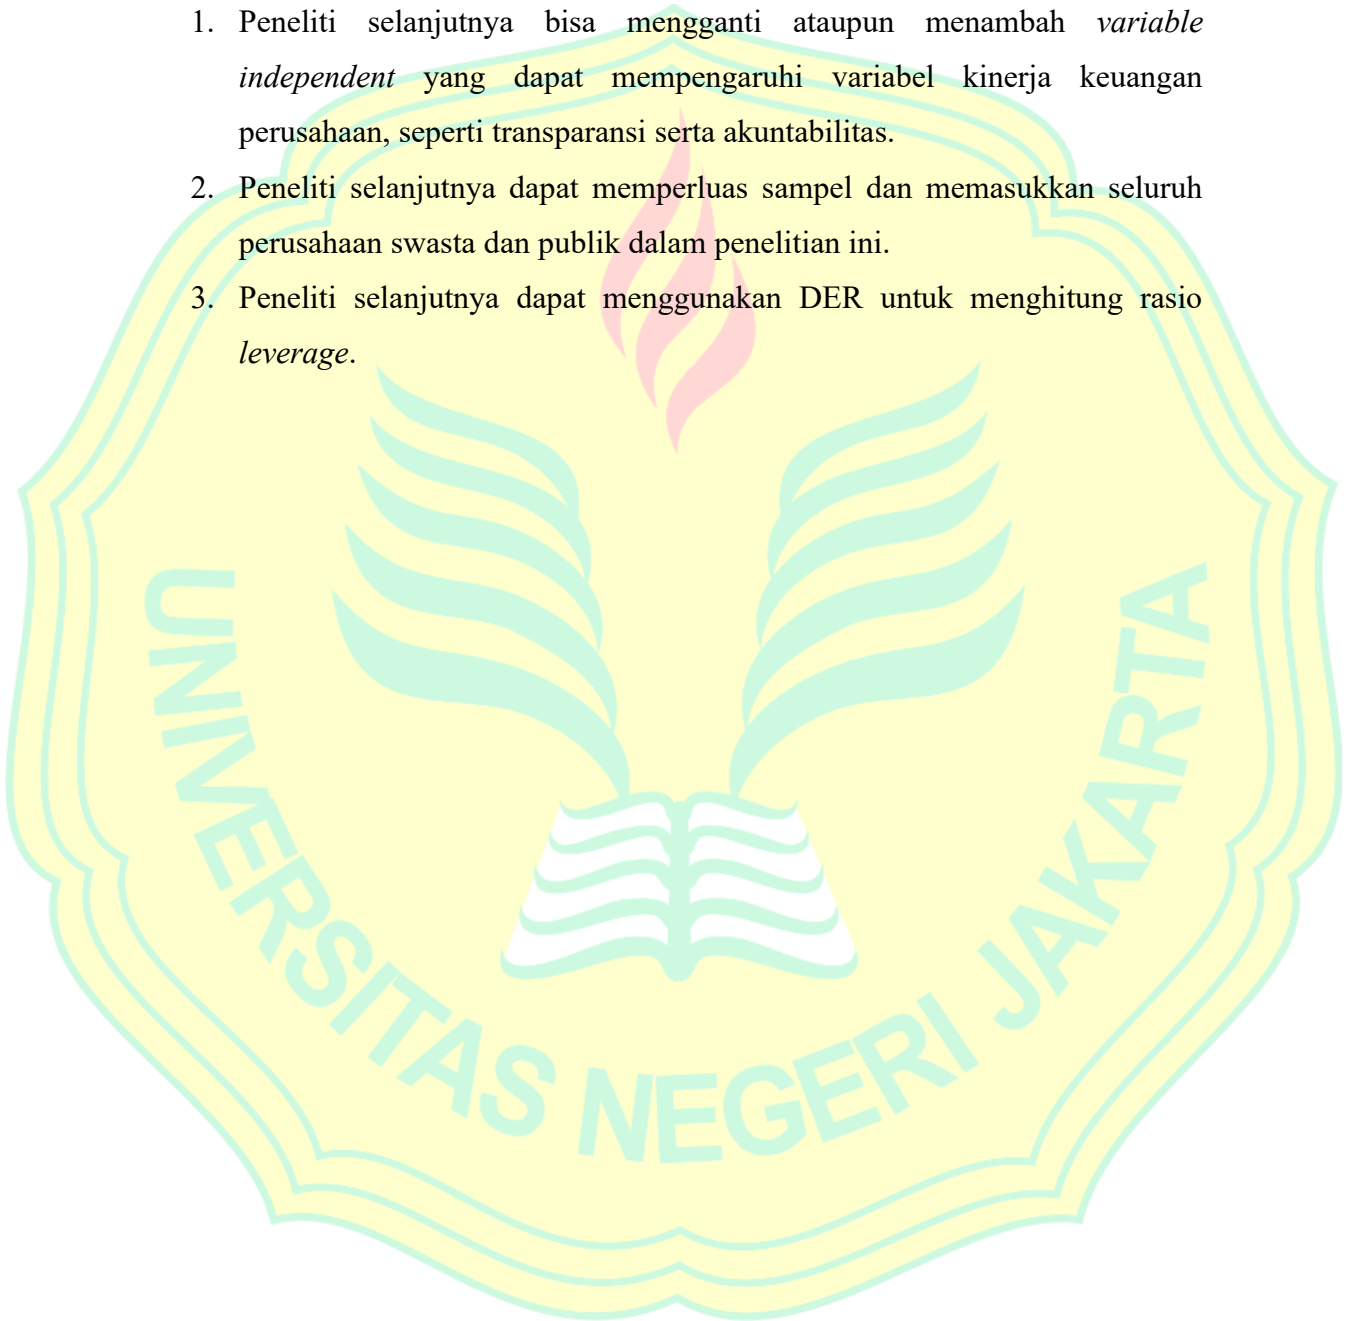 1. Peneliti selanjutnya bisa mengganti ataupun menambah variable
independent yang dapat mempengaruhi variabel kinerja keuangan
perusahaan, seperti transparansi serta akuntabilitas.
2. Peneliti selanjutnya dapat memperluas sampel dan memasukkan seluruh
perusahaan swasta dan publik dalam penelitian ini.
3. Peneliti selanjutnya dapat menggunakan DER untuk menghitung rasio
leverage.
UNIVERSITAS NEGERI JAKARTA